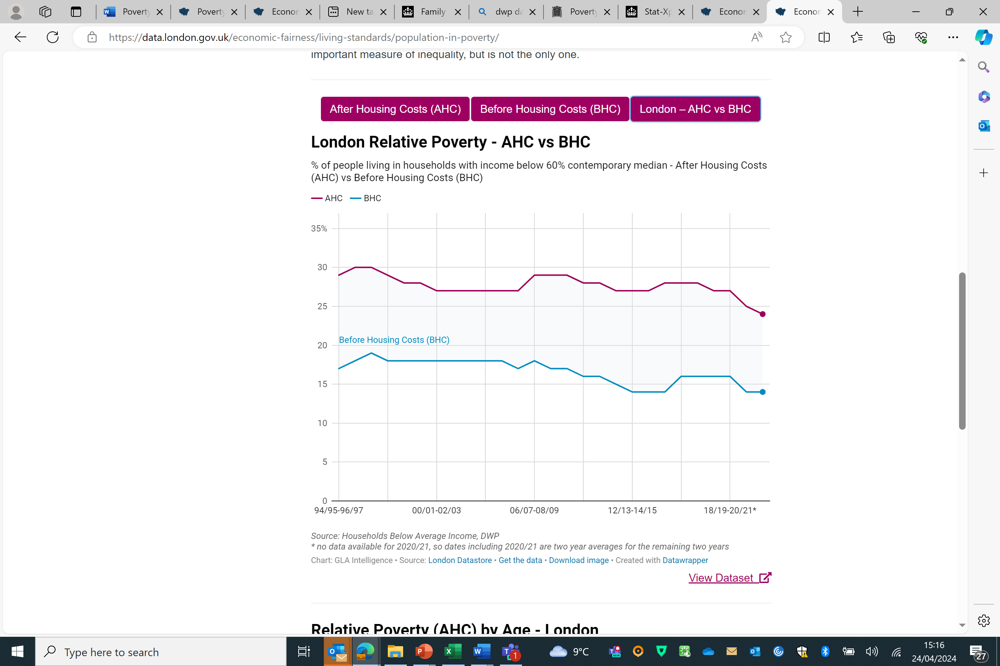 Poverty
Poverty
Econor
New ta
Family
dwp da
Poverty
Stat-Xp
Econor
Econor
https://data.london.gov.uk/economic-fairness/living-standards/population-in-poverty/
important measure of inequality, but is not the only one.
After Housing Costs (AHC)
Before Housing Costs (BHC)
London – AHC vs BHC
London Relative Poverty - AHC vs BHC
% of people living in households with income below 60% contemporary median - After Housing Costs
(AHC) vs Before Housing Costs (BHC)
AHC BHC
35%
30
25
Before Housing Costs (BHC)
20
15
10
5
0
94/95-96/97 00/01-02/03 06/07-08/09 12/13-14/15 18/19-20/21*
Source: Households Below Average Income, DWP
* no data available for 2020/21, so dates including 2020/21 are two year averages for the remaining two years
Chart: GLA Intelligence • Source: London Datastore • Get the data • Download image • Created with Datawrapper
View Dataset
Relative Poverty (AHC) by Age - London
Type here to search
9°C
15:16
24/04/2024
27